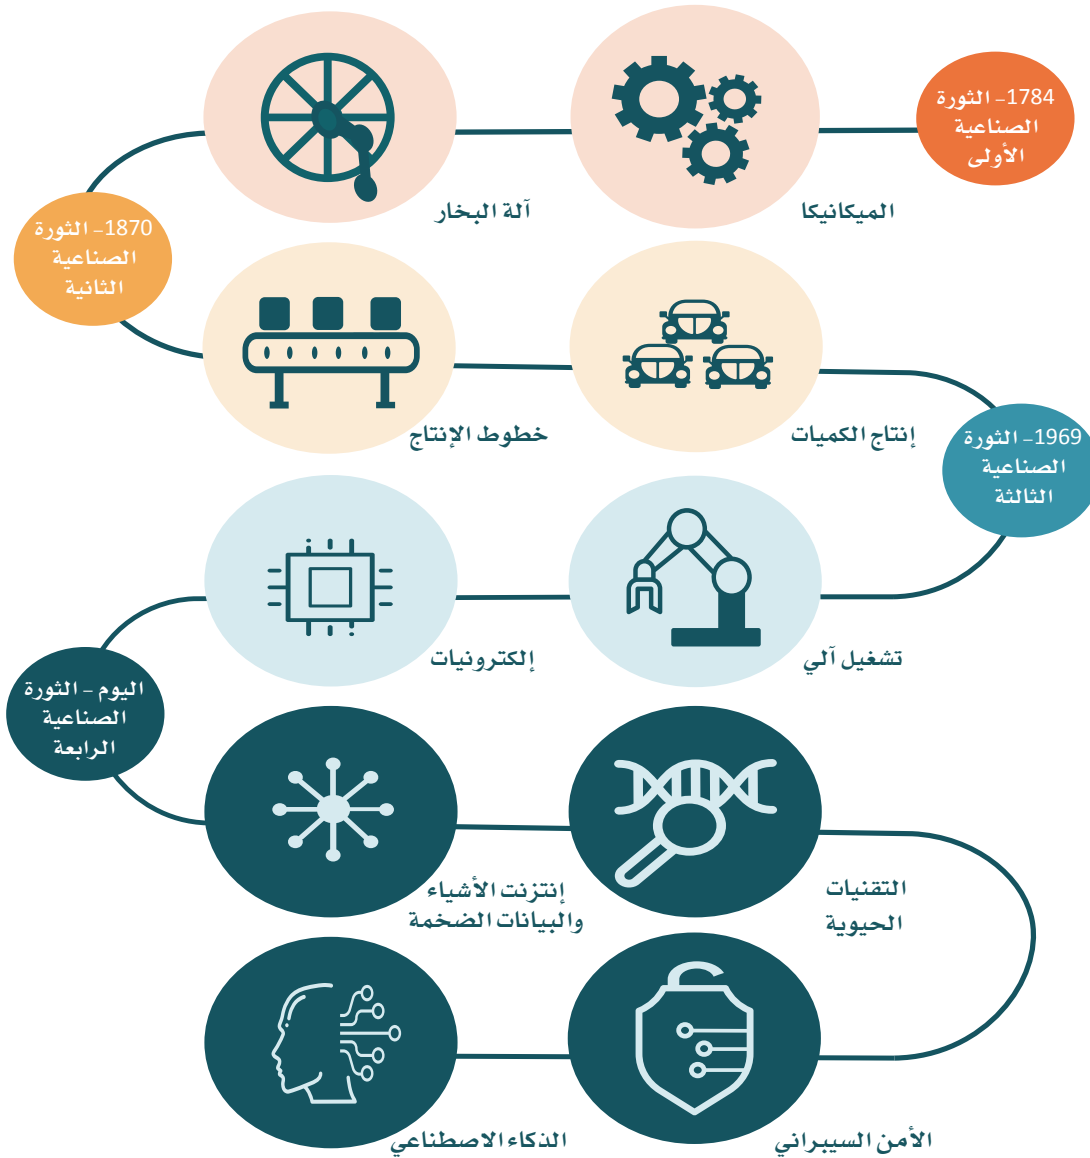 1784- الثورة
الصناعية
الأولى
الميكانيكا
آلة البخار
1870- الثورة
الصناعية
الثانية
خطوط الإنتاج
إنتاج الكميات
1969- الثورة
الصناعية
الثالثة
تشغيل آلي
إلكترونيات
اليوم - الثورة
الصناعية
الرابعة
إنتزنت الأشياء
والبيانات الضخمة
التقنيات
الحيوية
الأمن السيبراني
الذكاء الاصطناعي